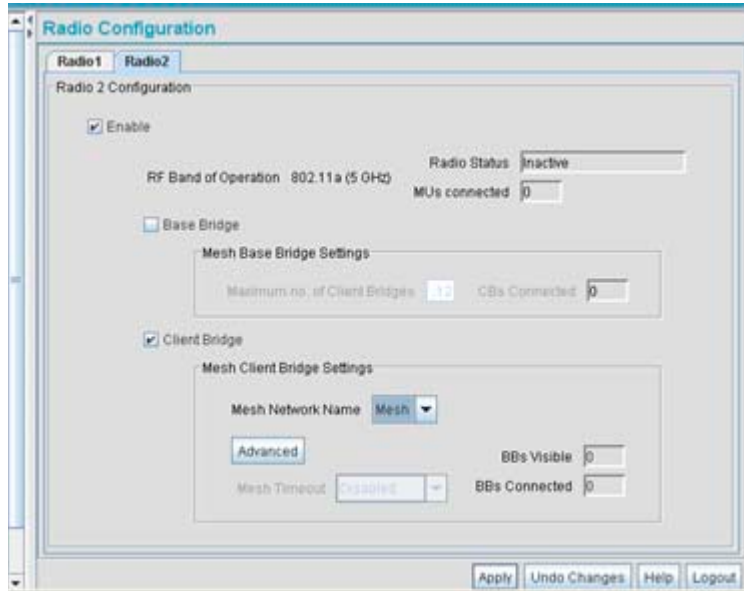 Radio Configuration
Radio1 Radio2
Radio 2 Configuration
Enable
Radio Status Inactive
RF Band of Operation 802.11a (5 GHz)
MUs connected 0
Base Bridge
Mesh Base Bridge Settings
Maximum no. of Client Bridges 12 CBs Connected 0
Client Bridge
Mesh Client Bridge Settings
Mesh Network Name Mesh
Advanced
BBs Visible 0
Mesh Timeout Disabled
BBs Connected 0
Apply Undo Changes Help Logout